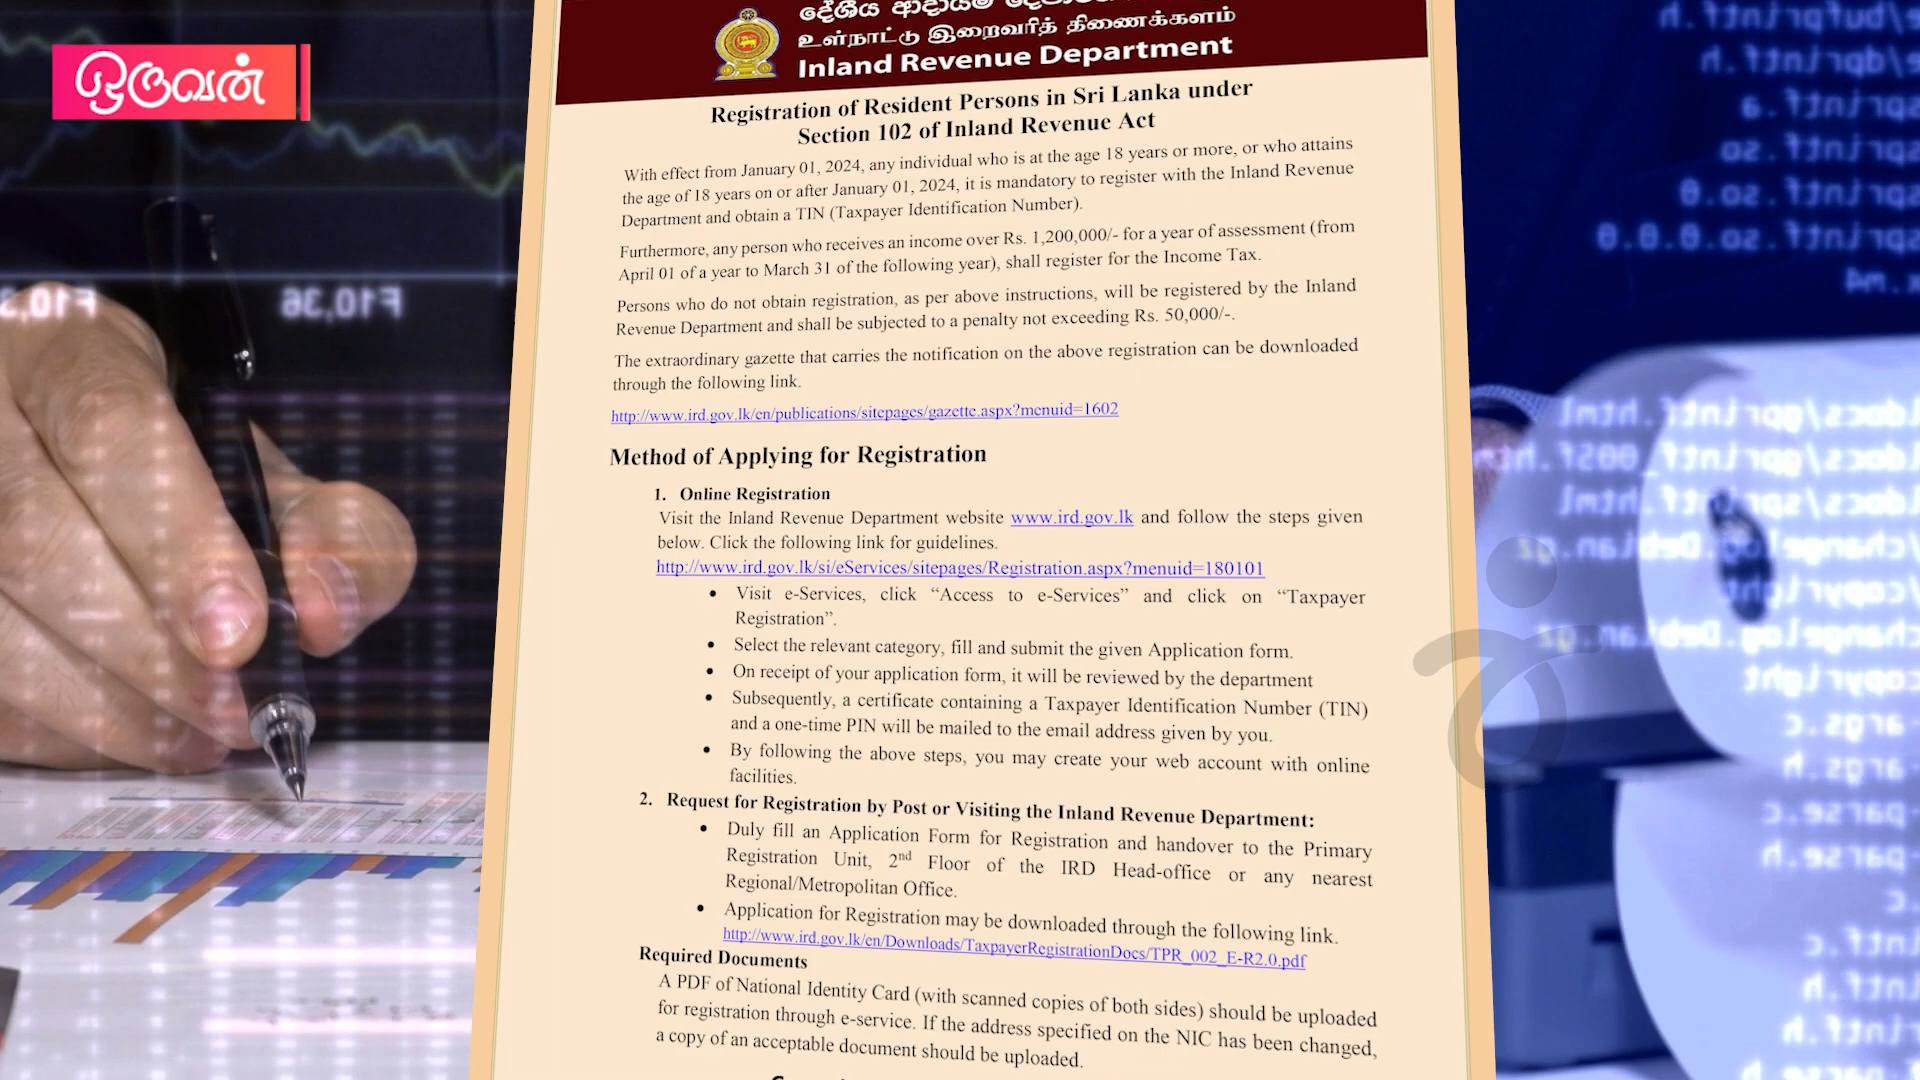 ஒருவன்
உள்நாட்டு இறைவரித் திணைக்களம்
Inland Revenue Department
Registration of Resident Persons in Sri Lanka under
Section 102 of Inland Revenue Act
With effect from January 01, 2024, any individual who is at the age 18 years or more, or who attains
the age of 18 years on or after January 01, 2024, it is mandatory to register with the Inland Revenue
Department and obtain a TIN (Taxpayer Identification Number).
Furthermore, any person who receives an income over Rs. 1,200,000/- for a year of assessment (from
April 01 of a year to March 31 of the following year), shall register for the Income Tax.
Persons who do not obtain registration, as per above instructions, will be registered by the Inland
Revenue Department and shall be subjected to a penalty not exceeding Rs. 50,000/-.
The extraordinary gazette that carries the notification on the above registration can be downloaded
through the following link.
http://www.ird.gov.lk/en/publications/sitepages/gazette.aspx?menuid=1602
Method of Applying for Registration
1. Online Registration
Visit the Inland Revenue Department website www.ird.gov.lk and follow the steps given
below. Click the following link for guidelines.
http://www.ird.gov.lk/si/eServices/sitepages/Registration.aspx?menuid=180101
• Visit e-Services, click “Access to e-Services” and click on “Taxpayer
Registration”.
• Select the relevant category, fill and submit the given Application form.
• On receipt of your application form, it will be reviewed by the department
• Subsequently, a certificate containing a Taxpayer Identification Number (TIN)
and a one-time PIN will be mailed to the email address given by you.
• By following the above steps, you may create your web account with online
facilities.
2. Request for Registration by Post or Visiting the Inland Revenue Department:
• Duly fill an Application Form for Registration and handover to the Primary
Registration Unit, 2nd Floor of the IRD Head-office or any nearest
Regional/Metropolitan Office.
• Application for Registration may be downloaded through the following link.
http://www.ird.gov.lk/en/Downloads/TaxpayerRegistrationDocs/TPR_002_E-R2.0.pdf
Required Documents
A PDF of National Identity Card (with scanned copies of both sides) should be uploaded
for registration through e-service. If the address specified on the NIC has been changed,
a copy of an acceptable document should be uploaded.